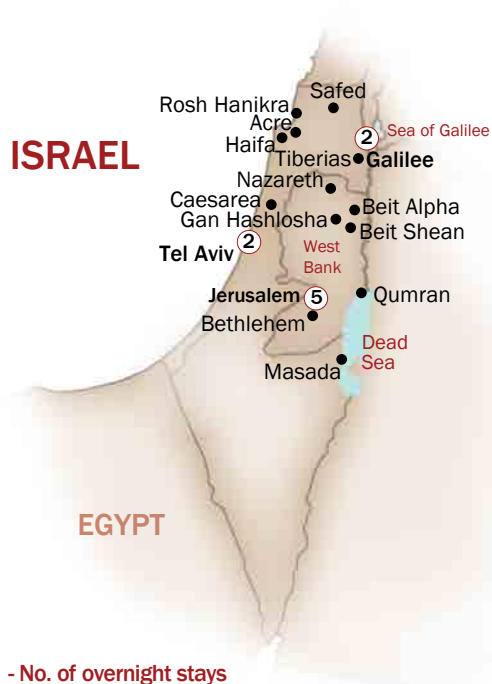 Safed
Rosh Hanikra
Acre
2
Sea of Galilee
Haifa
ISRAEL
Tiberias
Galilee
Nazareth
Caesarea
Beit Alpha
Gan Hashlosha
Beit Shean
2
Tel Aviv
West
Bank
Jerusalem
5
Qumran
Bethlehem
Dead
Sea
Masada
EGYPT
- No. of overnight stays